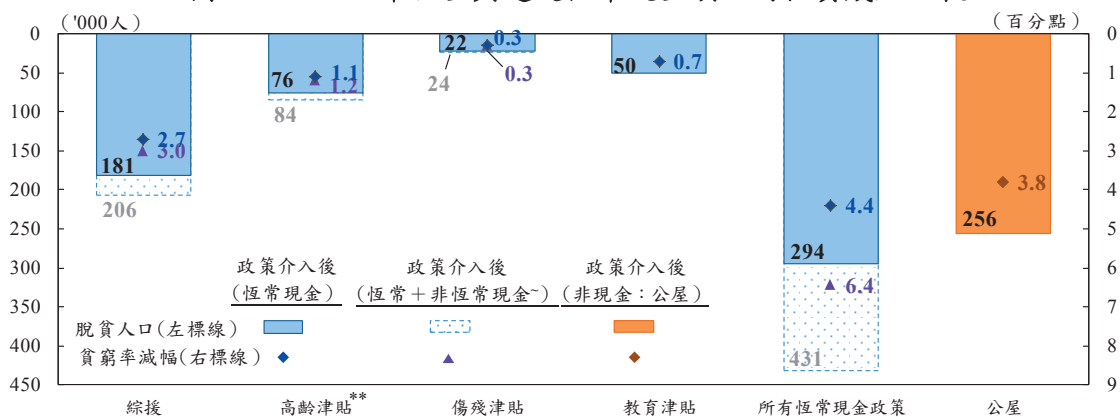 ('000人)
(百分點)
0
50
100
150
200
250
300
350
400
450
0
1
2
3
4
5
6
7
8
9
2.7
3.0
181
206
76
1.1
1.2
84
22
0.3
0.3
24
50
0.7
4.4
294
6.4
431
3.8
256
政策介入後
(恆常現金)
政策介入後
(恆常＋非恆常現金~)
政策介入後
(非現金：公屋)
脫貧人口(左標線)
貧窮率減幅(右標線)
綜援
高齡津貼**
傷殘津貼
教育津貼
所有恆常現金政策
公屋